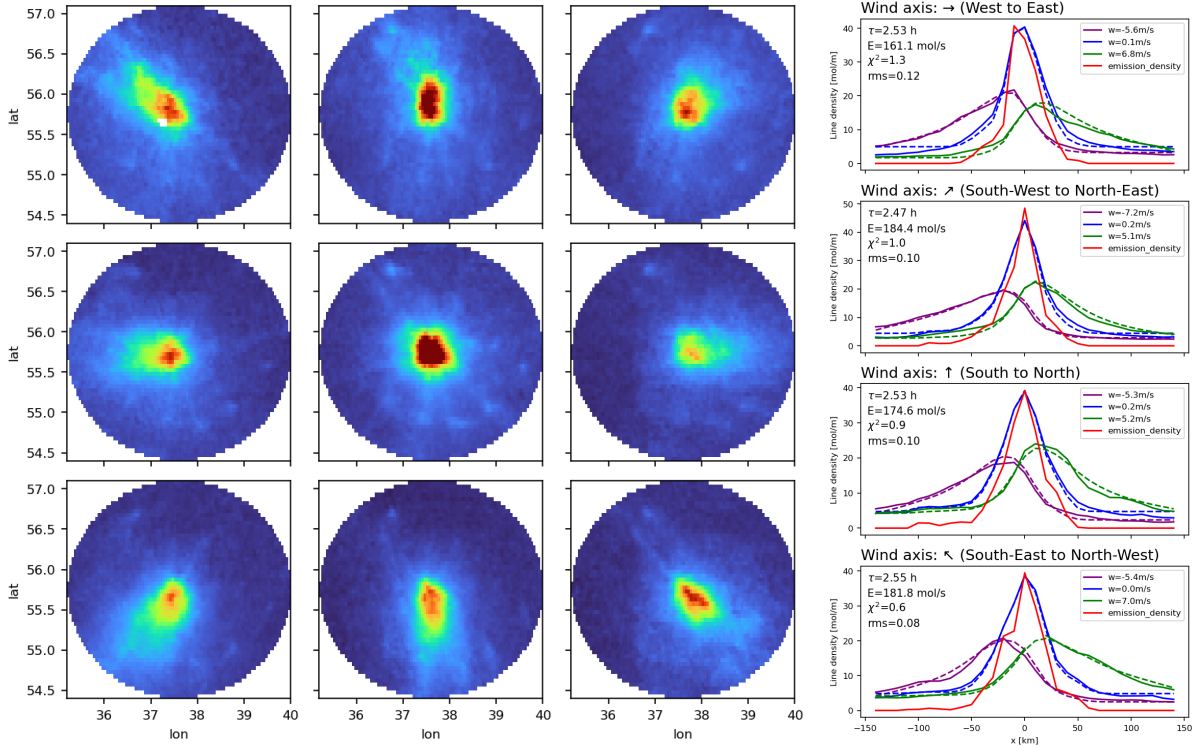 lat
57.0
56.5
56.0
55.5
55.0
54.4
lat
57.0
56.5
56.0
55.5
55.0
54.4
lat
57.0
56.5
56.0
55.5
55.0
54.4
36
37
38
39
40
lon
36
37
38
39
40
lon
36
37
38
39
40
lon
Wind axis: → (West to East)
τ=2.53 h
E=161.1 mol/s
χ²=1.3
rms=0.12
w=-5.6m/s
w=0.1m/s
w=6.8m/s
emission_density
Line density [mol/m]
40
30
20
10
0
Wind axis: ↗ (South-West to North-East)
τ=2.47 h
E=184.4 mol/s
χ²=1.0
rms=0.10
w=-7.2m/s
w=0.2m/s
w=5.1m/s
emission_density
Line density [mol/m]
50
40
30
20
10
0
Wind axis: ↑ (South to North)
τ=2.53 h
E=174.6 mol/s
χ²=0.9
rms=0.10
w=-5.3m/s
w=0.2m/s
w=5.2m/s
emission_density
Line density [mol/m]
40
30
20
10
0
Wind axis: ↖ (South-East to North-West)
τ=2.55 h
E=181.8 mol/s
χ²=0.6
rms=0.08
w=-5.4m/s
w=0.0m/s
w=7.0m/s
emission_density
Line density [mol/m]
40
30
20
10
0
−150
−100
−50
0
50
100
150
x [km]